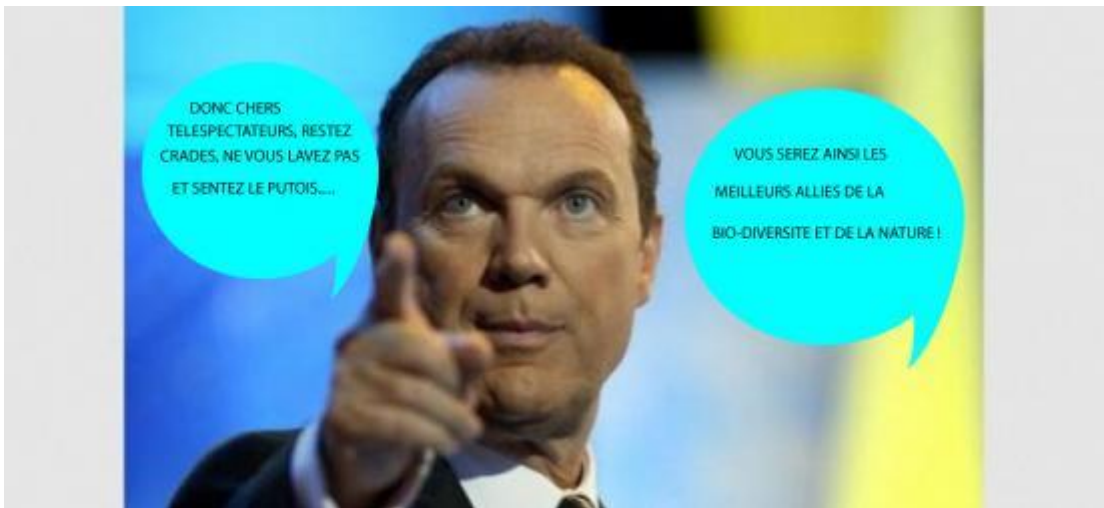 DONC CHERS
TELESPECTATEURS, RESTEZ
CRADES, NE VOUS LAVEZ PAS
ET SENTEZ LE PUTOIS....
VOUS SEREZ AINSI LES
MEILLEURS ALLIES DE LA
BIO-DIVERSITE ET DE LA NATURE !